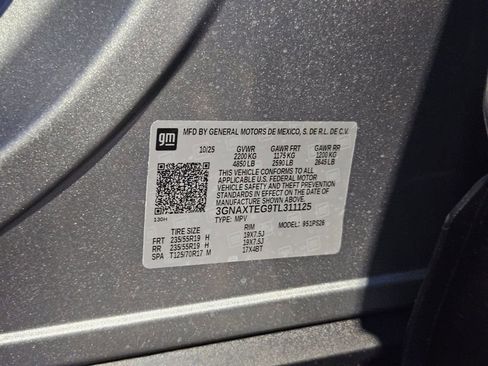 gm
MFD BY GENERAL MOTORS DE MEXICO, S. DE R.L. DE C.V.
10/25 GVWR GAWR FRT GAWR RR
2200 KG 1175 KG 1200 KG
4850 LB 2590 LB 2645 LB
THIS VEHICLE CONFORMS TO ALL
APPLICABLE U.S. FEDERAL MOTOR
VEHICLE SAFETY AND THEFT PREVENTION
STANDARDS IN EFFECT ON THE DATE OF
MANUFACTURE SHOWN ABOVE.
3GNAXTEG9TL311125
TYPE: MPV MODEL: 951PS26
130H
TIRE SIZE RIM
FRT 235/55R19 H 19X7.5J
RR 235/55R19 H 19X7.5J
SPA T125/70R17 M 17X4BT